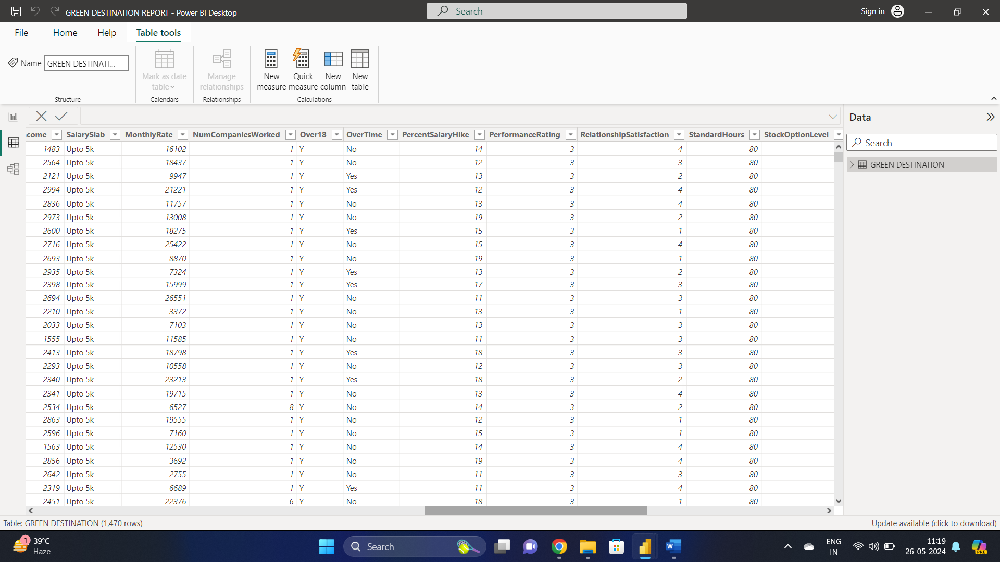 GREEN DESTINATION REPORT - Power BI Desktop
Search
Sign in
File Home Help Table tools
Name GREEN DESTINATI...
Mark as date table
Manage relationships
New measure
Quick measure
New column
New table
Structure Calendars Relationships Calculations
Data
Search
GREEN DESTINATION
come SalarySlab MonthlyRate NumCompaniesWorked Over18 OverTime PercentSalaryHike PerformanceRating RelationshipSatisfaction StandardHours StockOptionLevel
1483 Upto 5k 16102 1 Y No 14 3 4 80
2564 Upto 5k 18437 1 Y No 12 3 3 80
2121 Upto 5k 9947 1 Y Yes 13 3 2 80
2994 Upto 5k 21221 1 Y Yes 12 3 4 80
2836 Upto 5k 11757 1 Y No 13 3 4 80
2973 Upto 5k 13008 1 Y No 19 3 2 80
2600 Upto 5k 18275 1 Y Yes 15 3 1 80
2716 Upto 5k 25422 1 Y No 15 3 4 80
2693 Upto 5k 8870 1 Y No 19 3 1 80
2935 Upto 5k 7324 1 Y Yes 13 3 2 80
2398 Upto 5k 15999 1 Y Yes 17 3 3 80
2694 Upto 5k 26551 1 Y No 11 3 3 80
2210 Upto 5k 3372 1 Y No 13 3 1 80
2033 Upto 5k 7103 1 Y No 13 3 3 80
1555 Upto 5k 11585 1 Y No 11 3 3 80
2413 Upto 5k 18798 1 Y Yes 18 3 3 80
2293 Upto 5k 10558 1 Y No 12 3 3 80
2340 Upto 5k 23213 1 Y Yes 18 3 2 80
2341 Upto 5k 19715 1 Y No 13 3 4 80
2534 Upto 5k 6527 8 Y No 14 3 2 80
2863 Upto 5k 19555 1 Y No 12 3 1 80
2596 Upto 5k 7160 1 Y No 15 3 1 80
1563 Upto 5k 12530 1 Y No 14 3 4 80
2856 Upto 5k 3692 1 Y No 19 3 4 80
2642 Upto 5k 2755 1 Y No 11 3 3 80
2319 Upto 5k 6689 1 Y Yes 11 3 4 80
2451 Upto 5k 22376 6 Y No 18 3 1 80
Table: GREEN DESTINATION (1,470 rows)
Update available (click to download)
1
39°C
Haze
Search
W
ENG
IN
11:19
26-05-2024
PRE